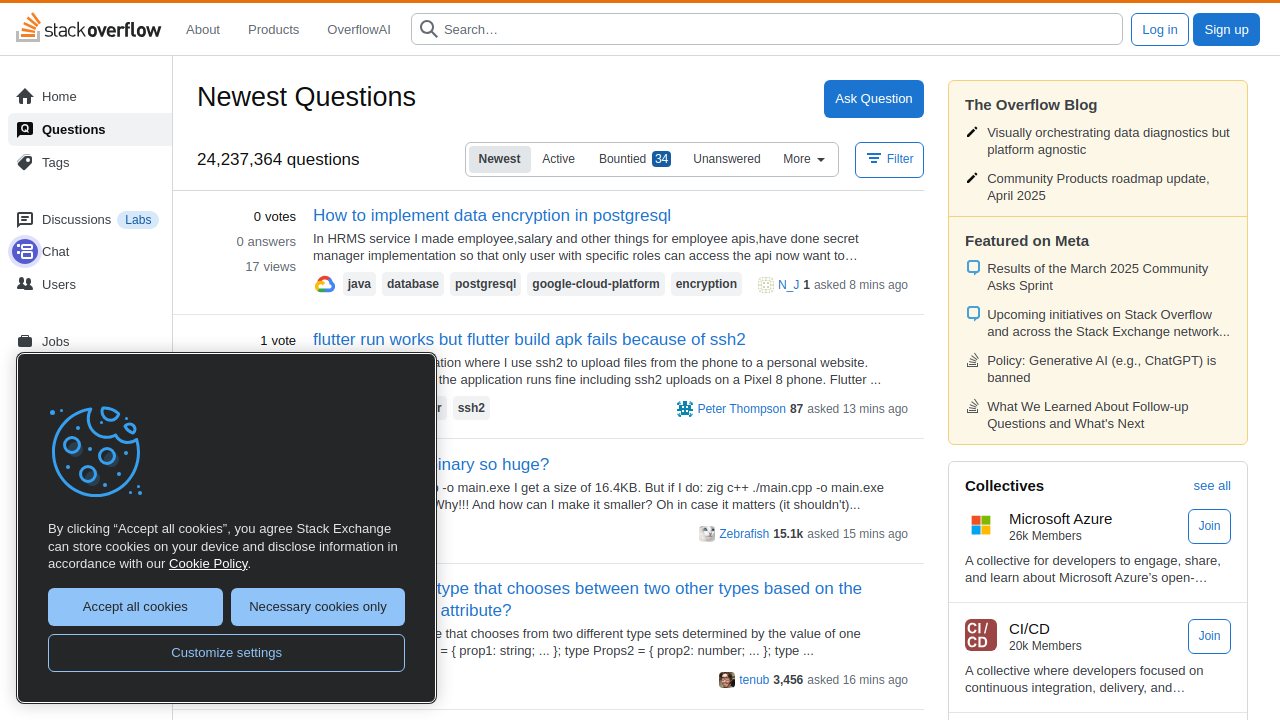 stackoverflow
About
Products
OverflowAI
Search…
Log in
Sign up
Home
Questions
Tags
Discussions
Labs
Chat
Users
Jobs
Newest Questions
Ask Question
24,237,364 questions
Newest
Active
Bountied 34
Unanswered
More
Filter
0 votes
0 answers
17 views
How to implement data encryption in postgresql
In HRMS service I made employee,salary and other things for employee apis,have done secret
manager implementation so that only user with specific roles can access the api now want to…
java
database
postgresql
google-cloud-platform
encryption
N_J 1 asked 8 mins ago
1 vote
flutter run works but flutter build apk fails because of ssh2
where I use ssh2 to upload files from the phone to a personal website.
the application runs fine including ssh2 uploads on a Pixel 8 phone. Flutter ...
ssh2
Peter Thompson 87 asked 13 mins ago
so huge?
-o main.exe I get a size of 16.4KB. But if I do: zig c++ ./main.cpp -o main.exe
Why!!! And how can I make it smaller? Oh in case it matters (it shouldn't)...
Zebrafish 15.1k asked 15 mins ago
type that chooses between two other types based on the
attribute?
that chooses from two different type sets determined by the value of one
= { prop1: string; ... }; type Props2 = { prop2: number; ... }; type ...
tenub 3,456 asked 16 mins ago
By clicking “Accept all cookies”, you agree Stack Exchange
can store cookies on your device and disclose information in
accordance with our Cookie Policy.
Accept all cookies
Necessary cookies only
Customize settings
The Overflow Blog
Visually orchestrating data diagnostics but
platform agnostic
Community Products roadmap update,
April 2025
Featured on Meta
Results of the March 2025 Community
Asks Sprint
Upcoming initiatives on Stack Overflow
and across the Stack Exchange network...
Policy: Generative AI (e.g., ChatGPT) is
banned
What We Learned About Follow-up
Questions and What's Next
Collectives
see all
Microsoft Azure
26k Members
Join
A collective for developers to engage, share,
and learn about Microsoft Azure’s open-…
CI/
CD
CI/CD
20k Members
Join
A collective where developers focused on
continuous integration, delivery, and…